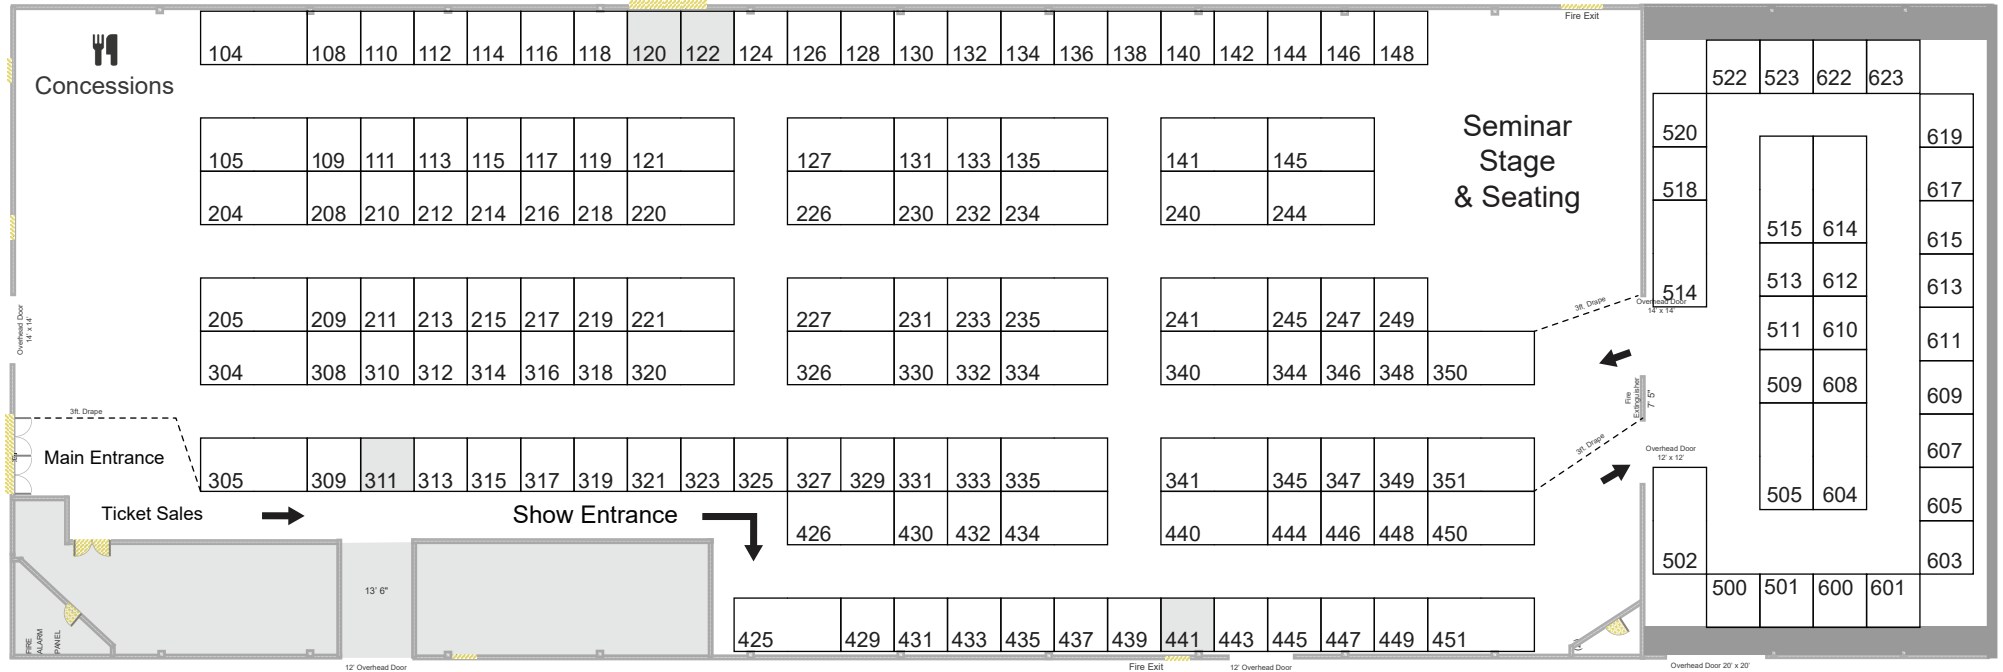 Fire Exit
104 108 110 112 114 116 118 120 122 124 126 128 130 132 134 136 138 140 142 144 146 148
Concessions
522 523 622 623
520
619
Seminar
Stage
& Seating
105 109 111 113 115 117 119 121 127 131 133 135 141 145
518
617
204 208 210 212 214 216 218 220 226 230 232 234 240 244
515 614
615
513 612
613
514
Overhead Door
14' x 14'
3ft. Drape
Overhead Door
14' x 14'
205 209 211 213 215 217 219 221 227 231 233 235 241 245 247 249
511 610
611
304 308 310 312 314 316 318 320 326 330 332 334 340 344 346 348 350
509 608
609
Fire
Extinguisher
7' 5"
3ft. Drape
3ft. Drape
Overhead Door
12' x 12'
607
Main Entrance
305 309 311 313 315 317 319 321 323 325 327 329 331 333 335 341 345 347 349 351
505 604
605
Ticket Sales
Show Entrance
426 430 432 434 440 444 446 448 450
502
603
13' 6"
500 501 600 601
FIRE
ALARM
PANEL
425 429 431 433 435 437 439 441 443 445 447 449 451
12' Overhead Door
Fire Exit
12' Overhead Door
Overhead Door 20' x 20'